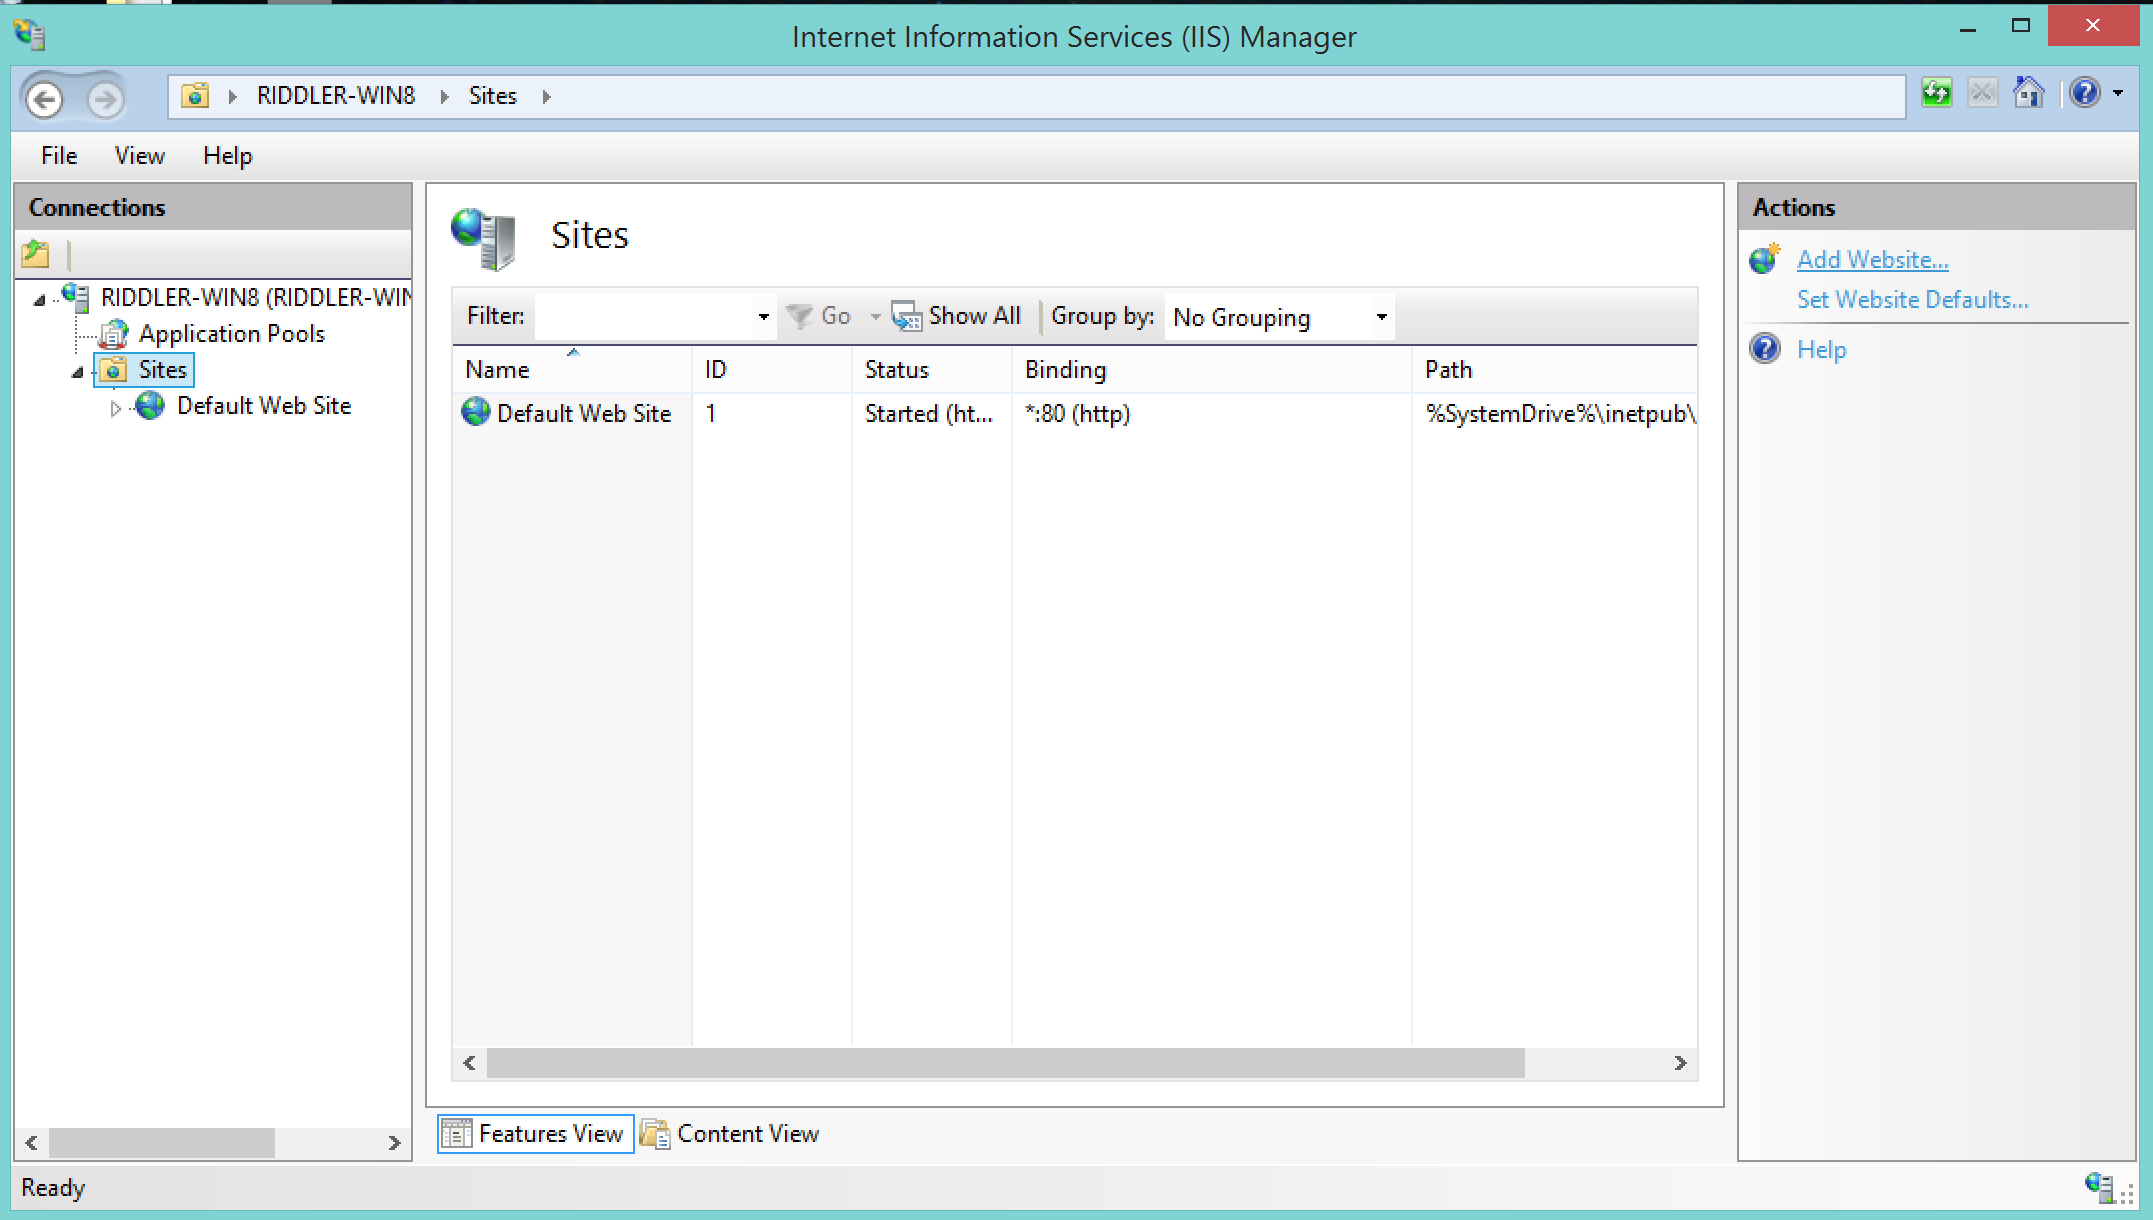 Internet Information Services (IIS) Manager
RIDDLER-WIN8 Sites
File View Help
Connections
RIDDLER-WIN8 (RIDDLER-WIN
Application Pools
Sites
Default Web Site
Sites
Filter: Go Show All Group by: No Grouping
Name ID Status Binding Path
Default Web Site 1 Started (ht... *:80 (http) %SystemDrive%\inetpub\
Features View Content View
Actions
Add Website...
Set Website Defaults...
Help
Ready